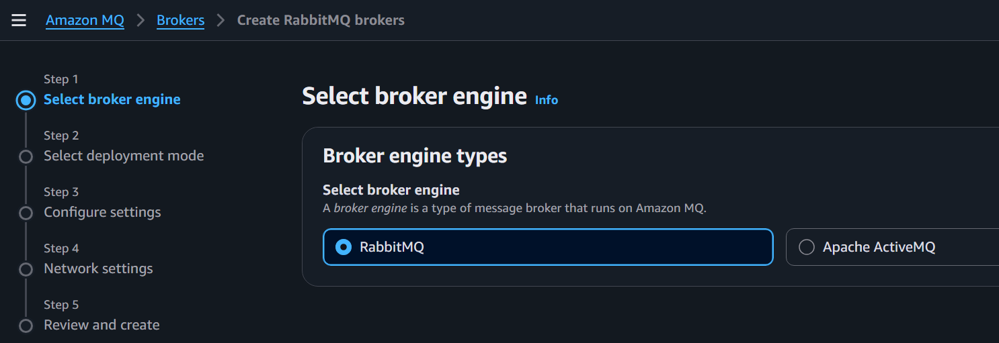 Amazon MQ > Brokers > Create RabbitMQ brokers
Step 1
Select broker engine
Step 2
Select deployment mode
Step 3
Configure settings
Step 4
Network settings
Step 5
Review and create
Select broker engine Info
Broker engine types
Select broker engine
A broker engine is a type of message broker that runs on Amazon MQ.
RabbitMQ
Apache ActiveMQ